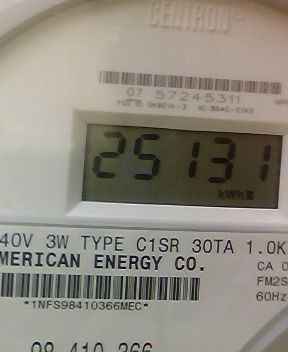 CENTRON
07 57245311
25131
kWh
40V 3W TYPE C1SR 30TA 1.0K
MERICAN ENERGY CO.
CA 0
FM2S
*1NFS98410366MEC*
60Hz
98 410 366